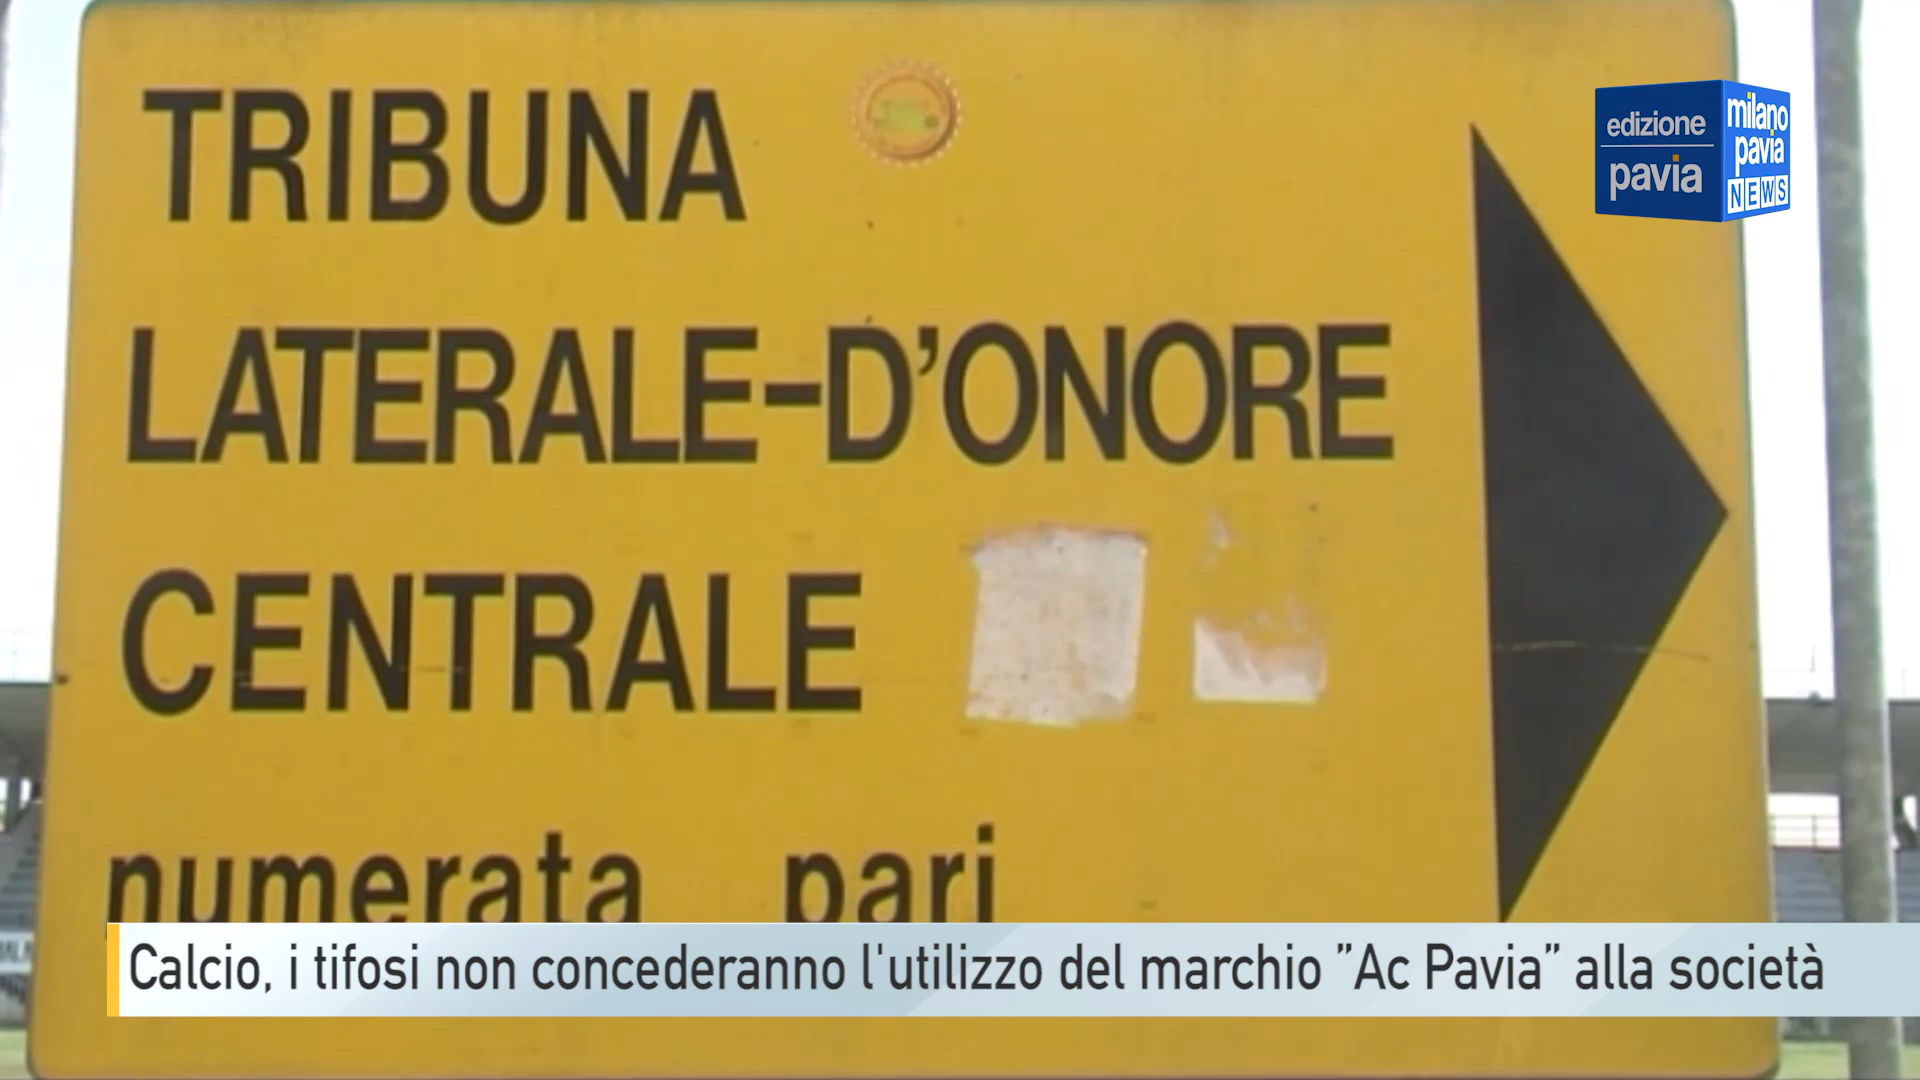 TRIBUNA
LATERALE-D'ONORE
CENTRALE
numerata pari
edizione
pavia
milano
pavia
NEWS
Calcio, i tifosi non concederanno l'utilizzo del marchio ”Ac Pavia” alla società